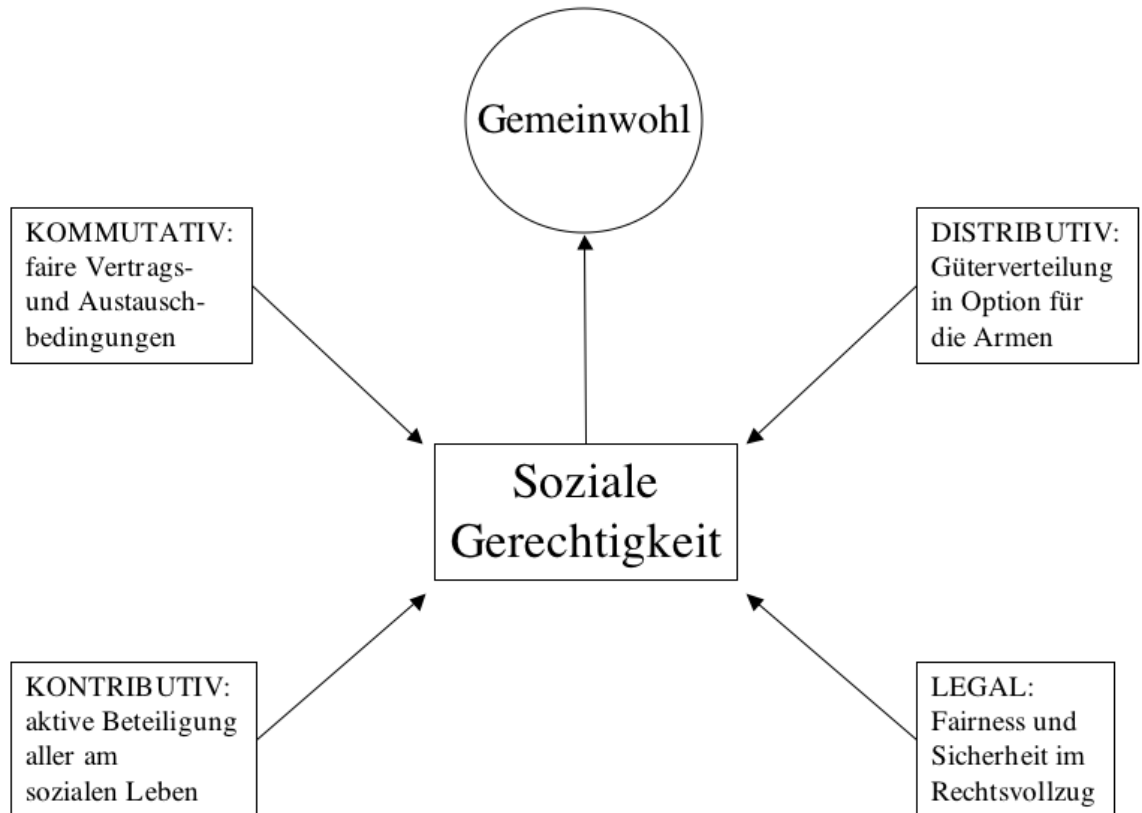 Gemeinwohl
KOMMUTATIV:
faire Vertrags-
und Austausch-
bedingungen
DISTRIBUTIV:
Güterverteilung
in Option für
die Armen
Soziale
Gerechtigkeit
KONTRIBUTIV:
aktive Beteiligung
aller am
sozialen Leben
LEGAL:
Fairness und
Sicherheit im
Rechtsvollzug